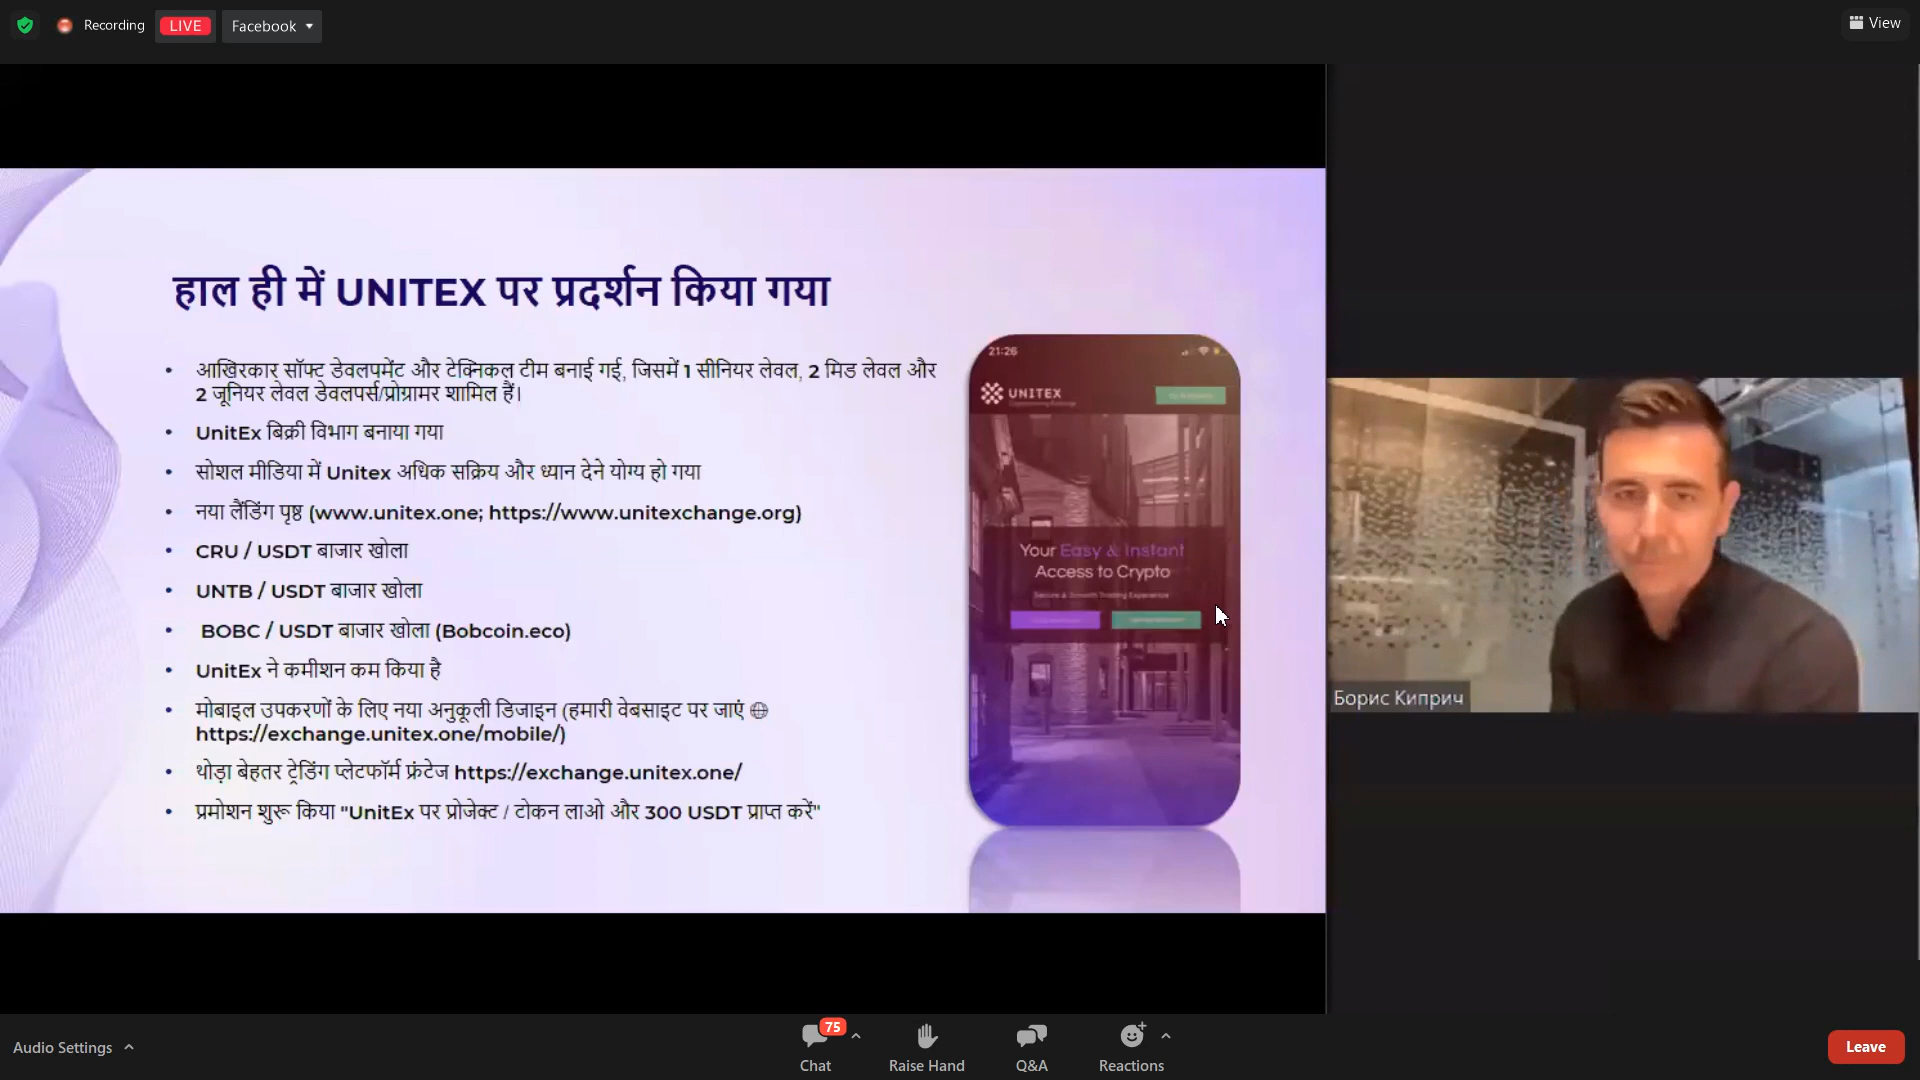 Recording
LIVE
Facebook
View
हाल ही में UNITEX पर प्रदर्शन किया गया
• आखिरकार सॉफ्ट डेवलपमेंट और टेक्निकल टीम बनाई गई, जिसमें 1 सीनियर लेवल, 2 मिड लेवल और
2 जूनियर लेवल डेवलपर्स/प्रोग्रामर शामिल हैं।
• UnitEx बिक्री विभाग बनाया गया
• सोशल मीडिया में Unitex अधिक सक्रिय और ध्यान देने योग्य हो गया
• नया लैंडिंग पृष्ठ (www.unitex.one; https://www.unitexchange.org)
• CRU / USDT बाजार खोला
• UNTB / USDT बाजार खोला
• BOBC / USDT बाजार खोला (Bobcoin.eco)
• UnitEx ने कमीशन कम किया है
• मोबाइल उपकरणों के लिए नया अनुकूली डिजाइन (हमारी वेबसाइट पर जाएं
https://exchange.unitex.one/mobile/)
• थोड़ा बेहतर ट्रेडिंग प्लेटफॉर्म फ्रंटेज https://exchange.unitex.one/
• प्रमोशन शुरू किया "UnitEx पर प्रोजेक्ट / टोकन लाओ और 300 USDT प्राप्त करें"
21:26
UNITEX
Your Easy & Instant
Access to Crypto
Secure & Smooth Trading Experience
Борис Киприч
Audio Settings
75
Chat
Raise Hand
Q&A
Reactions
Leave